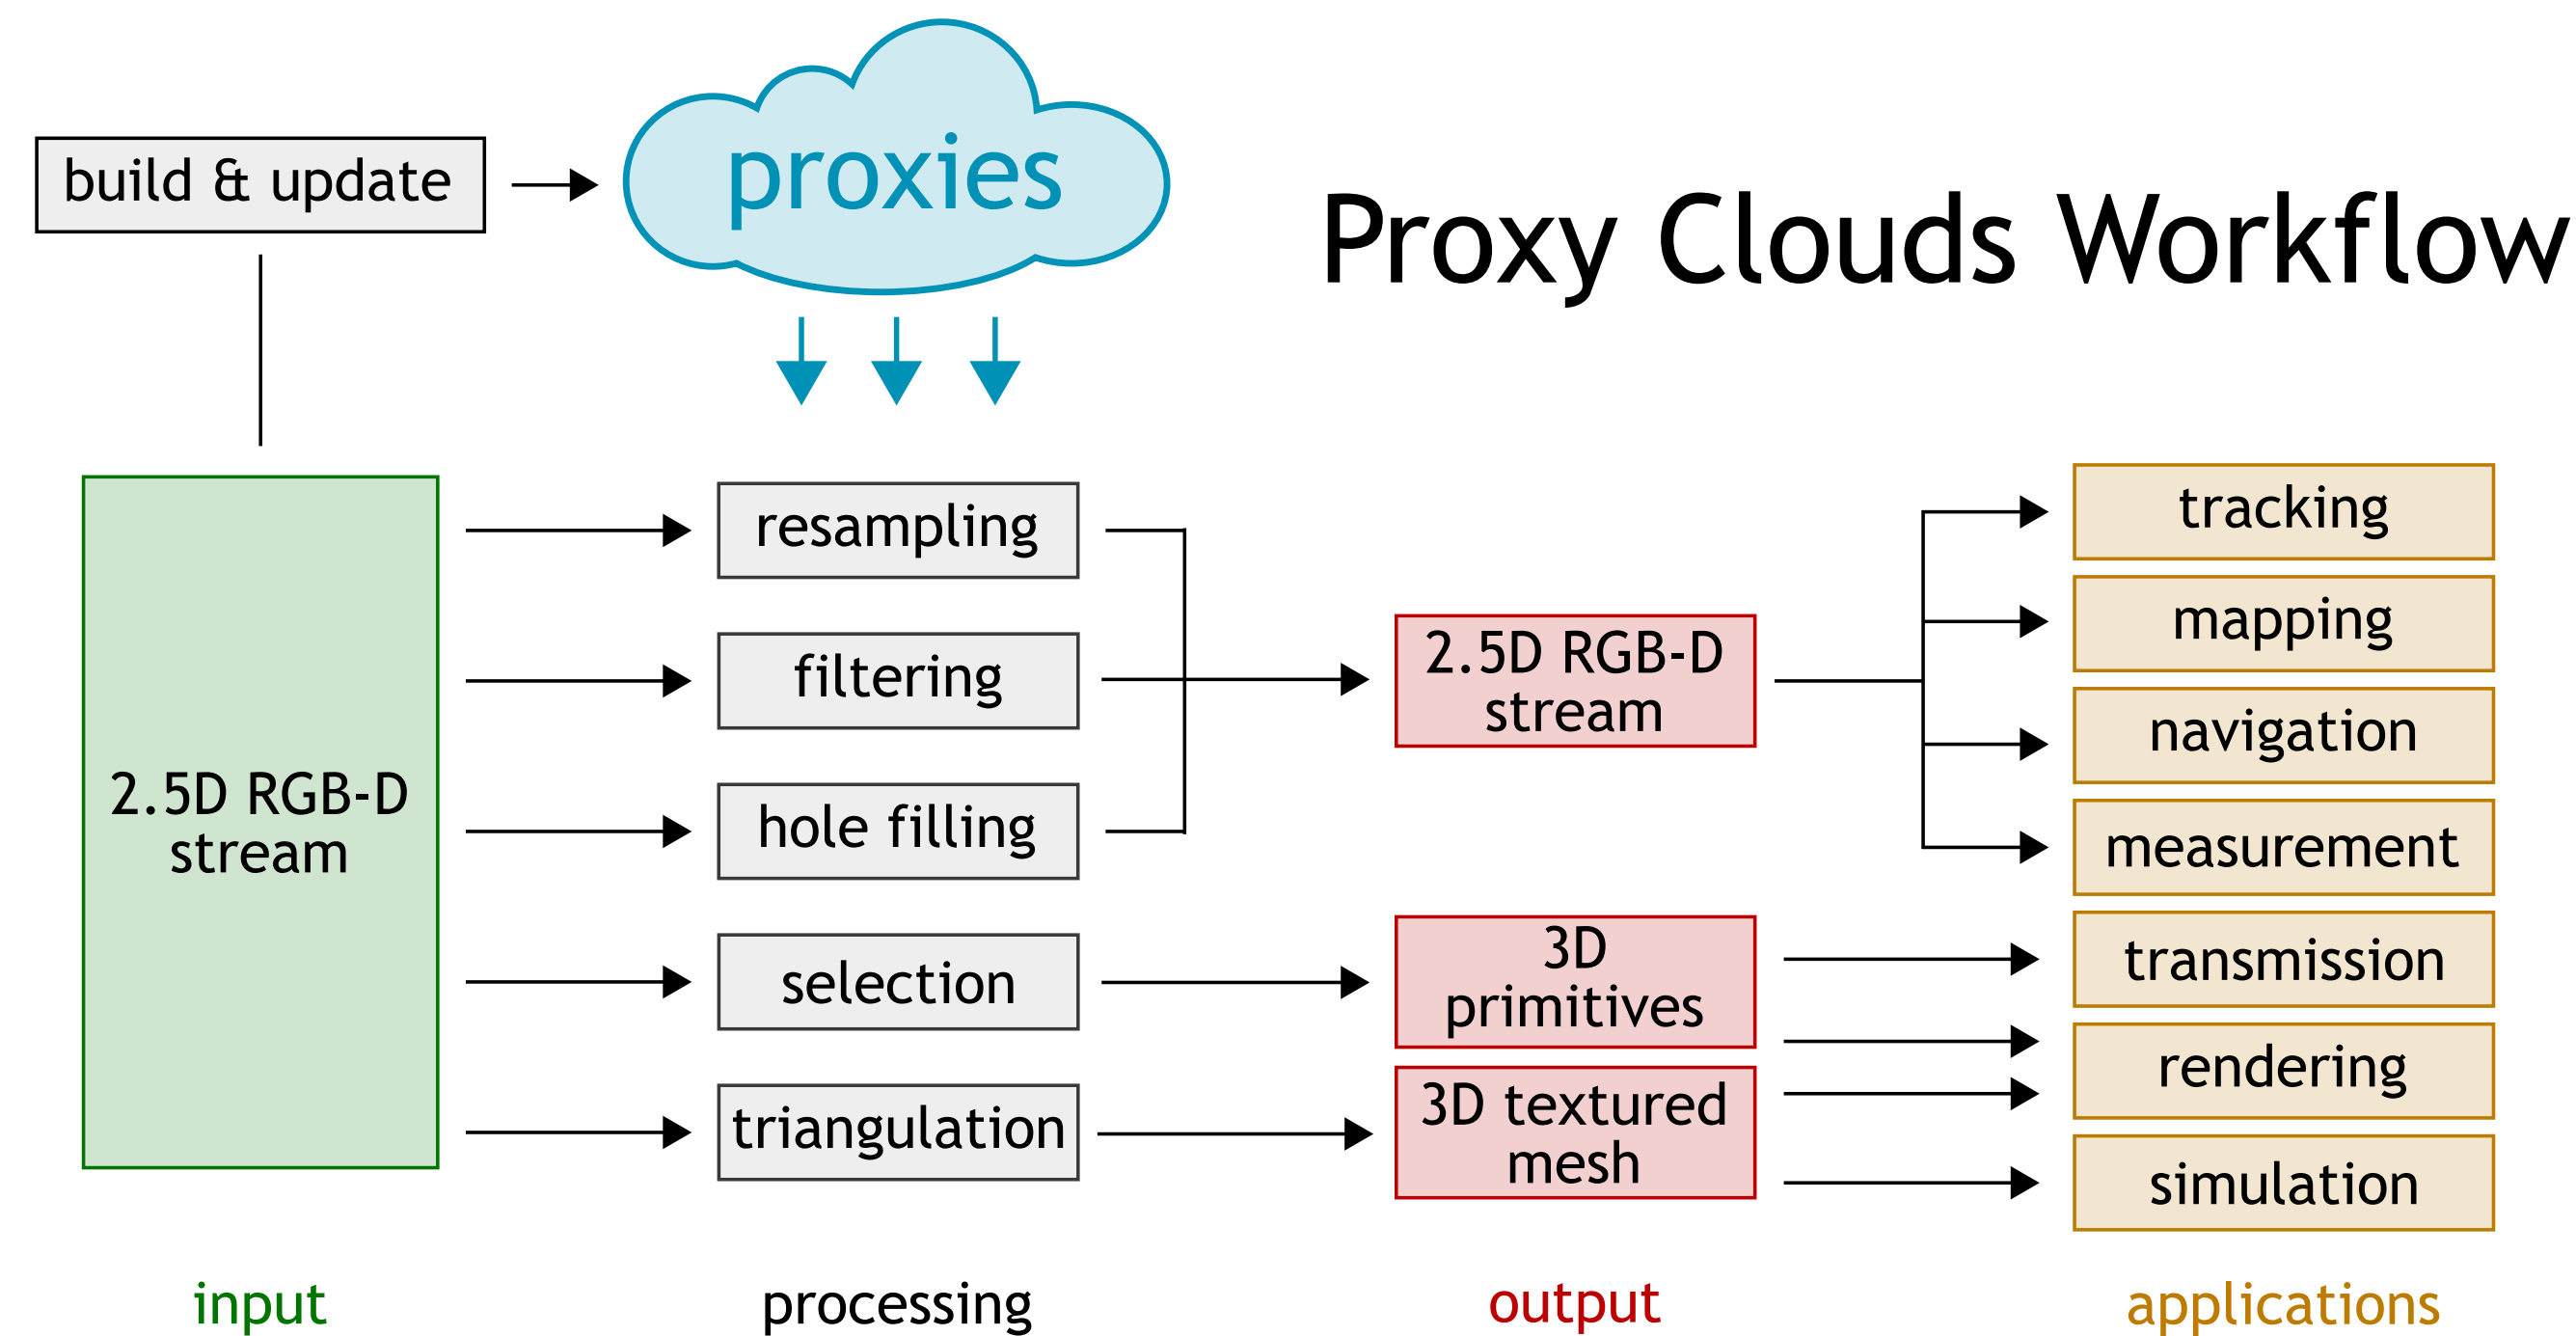 build & update
proxies
Proxy Clouds Workflow
2.5D RGB-D
stream
resampling
filtering
hole filling
selection
triangulation
2.5D RGB-D
stream
3D
primitives
3D textured
mesh
tracking
mapping
navigation
measurement
transmission
rendering
simulation
input
processing
output
applications